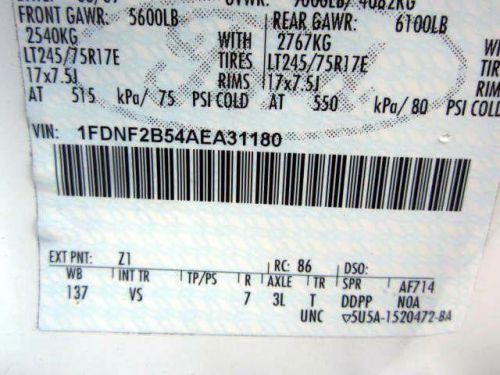 FRONT GAWR: 5600LB REAR GAWR: 6100LB
2540KG WITH 2767KG WITH
LT245/75R17E TIRES LT245/75R17E
17x7.5J RIMS 17x7.5J
AT 515 kPa/ 75 PSI COLD AT 550 kPa/ 80 PSI COLD
VIN: 1FDNF2B54AEA31180
EXT PNT: Z1 RC: 86 DSO:
WB INT TR TP/PS R AXLE TR SPR AF714
137 VS 7 3L T DDPP N0A
UNC ▽5U5A-1520472-BA